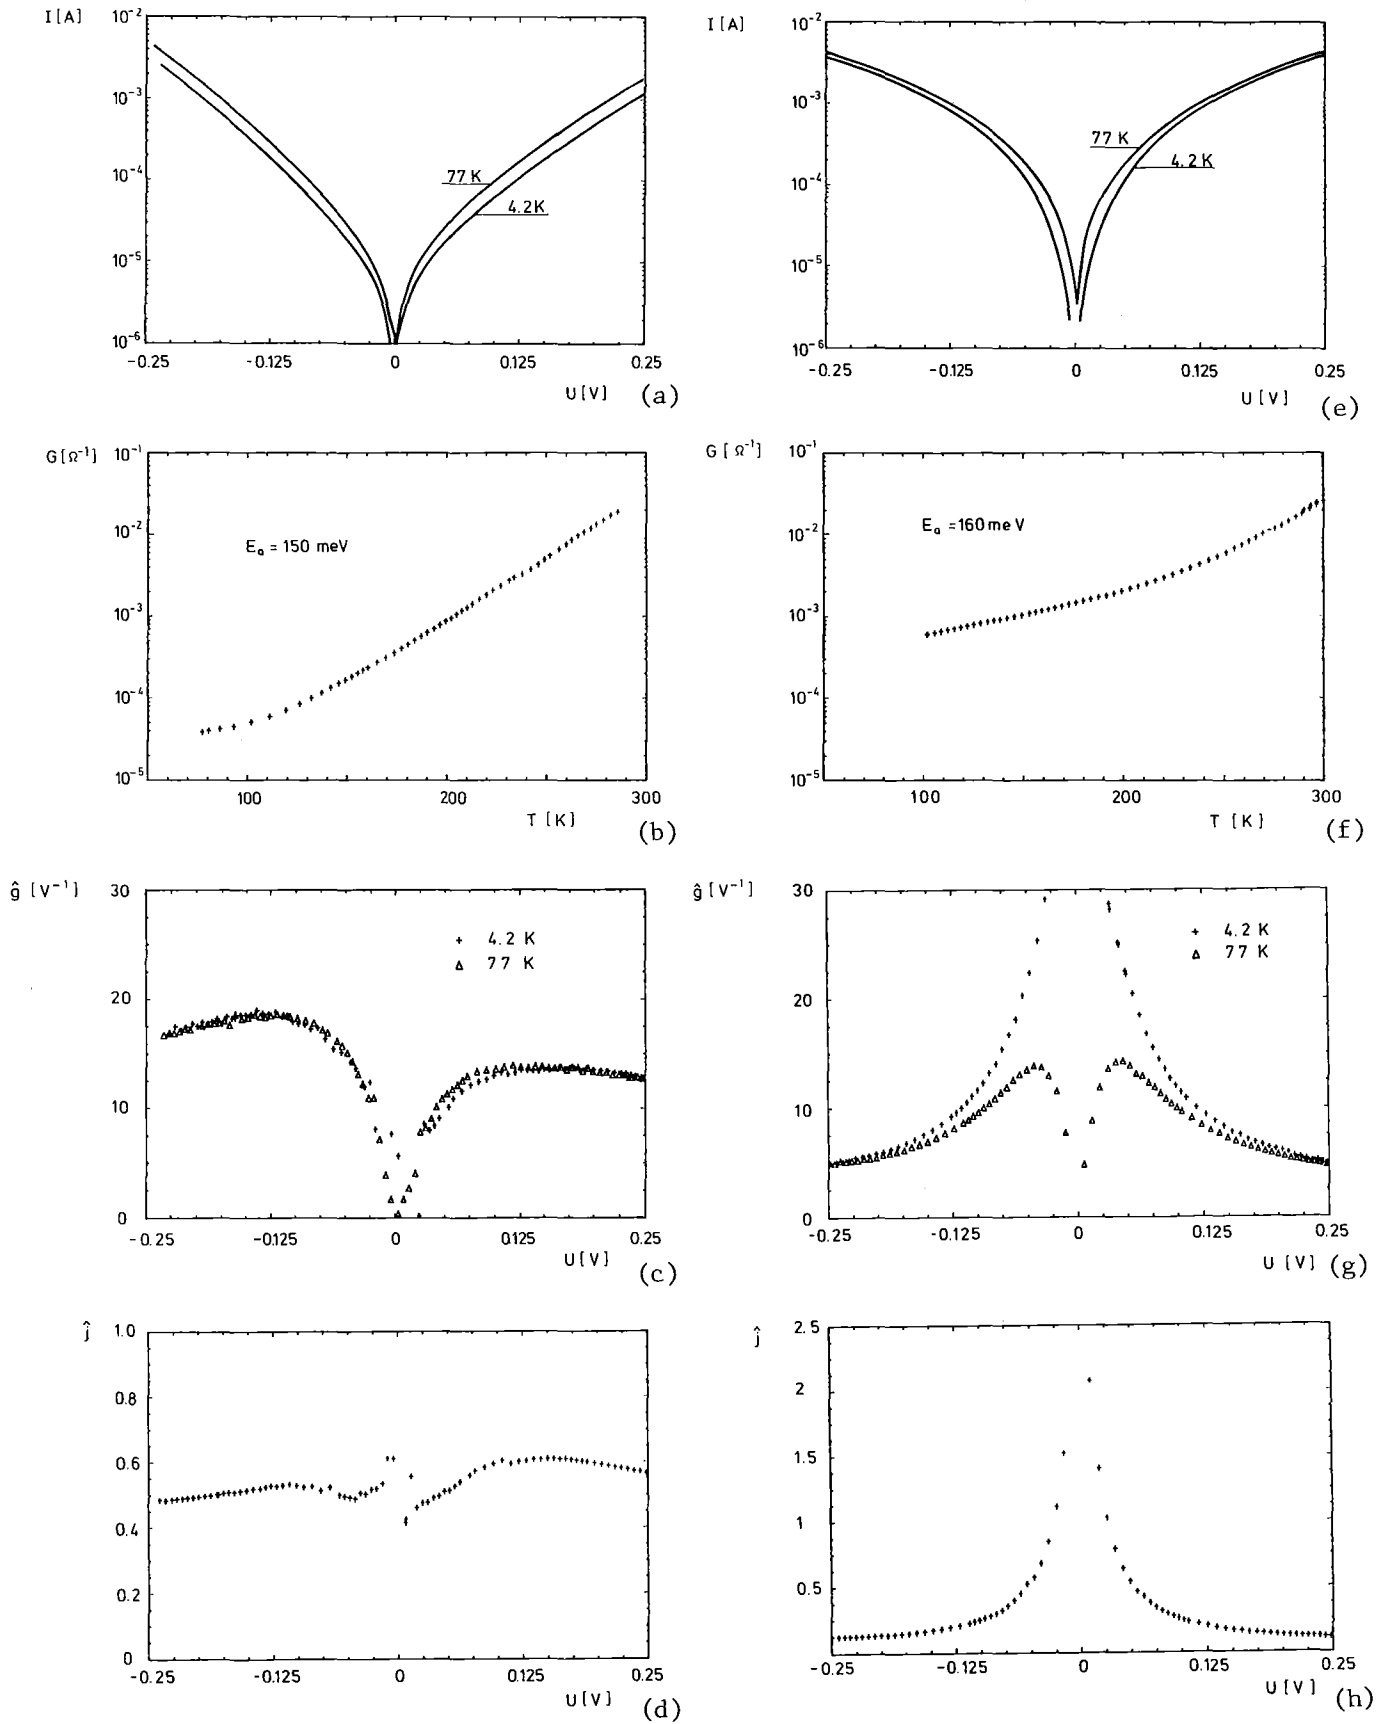 I [A]
10⁻²
10⁻³
10⁻⁴
10⁻⁵
10⁻⁶
77 K
4.2K
-0.25
-0.125
0
0.125
0.25
U [V]
(a)
I [A]
10⁻²
10⁻³
10⁻⁴
10⁻⁵
10⁻⁶
77 K
4.2 K
-0.25
-0.125
0
0.125
0.25
U [V]
(e)
G [Ω⁻¹]
10⁻¹
10⁻²
10⁻³
10⁻⁴
10⁻⁵
Eₐ = 150 meV
100
200
300
T [K]
(b)
G [Ω⁻¹]
10⁻¹
10⁻²
10⁻³
10⁻⁴
10⁻⁵
Eₐ = 160 meV
100
200
300
T [K]
(f)
ĝ [V⁻¹]
30
20
10
0
+ 4.2 K
△ 77 K
-0.25
-0.125
0
0.125
0.25
U [V]
(c)
ĝ [V⁻¹]
30
20
10
0
+ 4.2 K
△ 77 K
-0.25
-0.125
0
0.125
0.25
U [V]
(g)
ĵ
1.0
0.8
0.6
0.4
0.2
0
-0.25
-0.125
0
0.125
0.25
U [V]
(d)
ĵ
2.5
2
1.5
1
0.5
-0.25
-0.125
0
0.125
0.25
U [V]
(h)